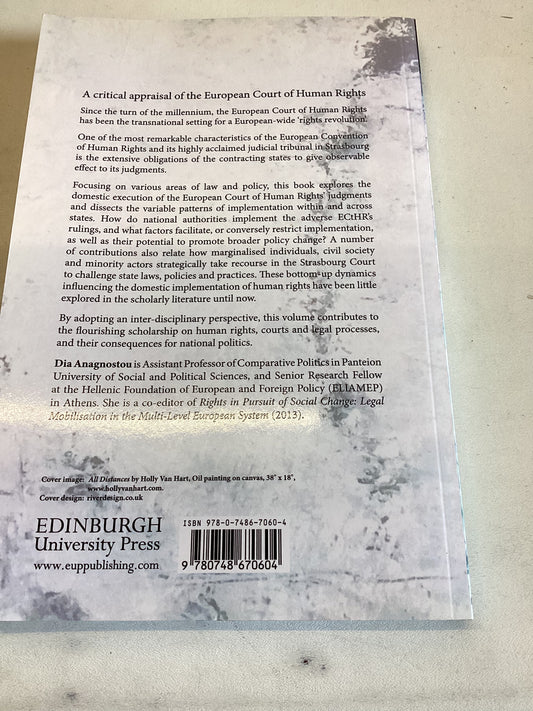 A critical appraisal of the European Court of Human Rights
Since the turn of the millennium, the European Court of Human Rights
has been the transnational setting for a European-wide 'rights revolution'.
One of the most remarkable characteristics of the European Convention
of Human Rights and its highly acclaimed judicial tribunal in Strasbourg
is the extensive obligations of the contracting states to give observable
effect to its judgments.
Focusing on various areas of law and policy, this book explores the
domestic execution of the European Court of Human Rights' judgments
and dissects the variable patterns of implementation within and across
states. How do national authorities implement the adverse ECtHR's
rulings, and what factors facilitate, or conversely restrict implementation,
as well as their potential to promote broader policy change? A number
of contributions also relate how marginalised individuals, civil society
and minority actors strategically take recourse in the Strasbourg Court
to challenge state laws, policies and practices. These bottom-up dynamics
influencing the domestic implementation of human rights have been little
explored in the scholarly literature until now.
By adopting an inter-disciplinary perspective, this volume contributes to
the flourishing scholarship on human rights, courts and legal processes,
and their consequences for national politics.
Dia Anagnostou is Assistant Professor of Comparative Politics in Panteion
University of Social and Political Sciences, and Senior Research Fellow
at the Hellenic Foundation of European and Foreign Policy (ELIAMEP)
in Athens. She is a co-editor of Rights in Pursuit of Social Change: Legal
Mobilisation in the Multi-Level European System (2013).
Cover image: All Distances by Holly Van Hart, Oil painting on canvas, 38" x 18",
www.hollyvanhart.com.
Cover design: riverdesign.co.uk
EDINBURGH
University Press
www.euppublishing.com
ISBN 978-0-7486-7060-4
9 780748 670604